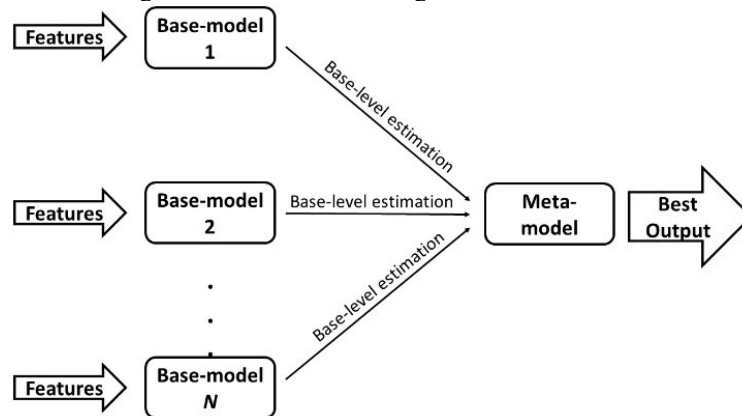 Features
Base-model
1
Base-level estimation
Features
Base-model
2
Base-level estimation
Meta-
model
Best
Output
Base-level estimation
Features
Base-model
N